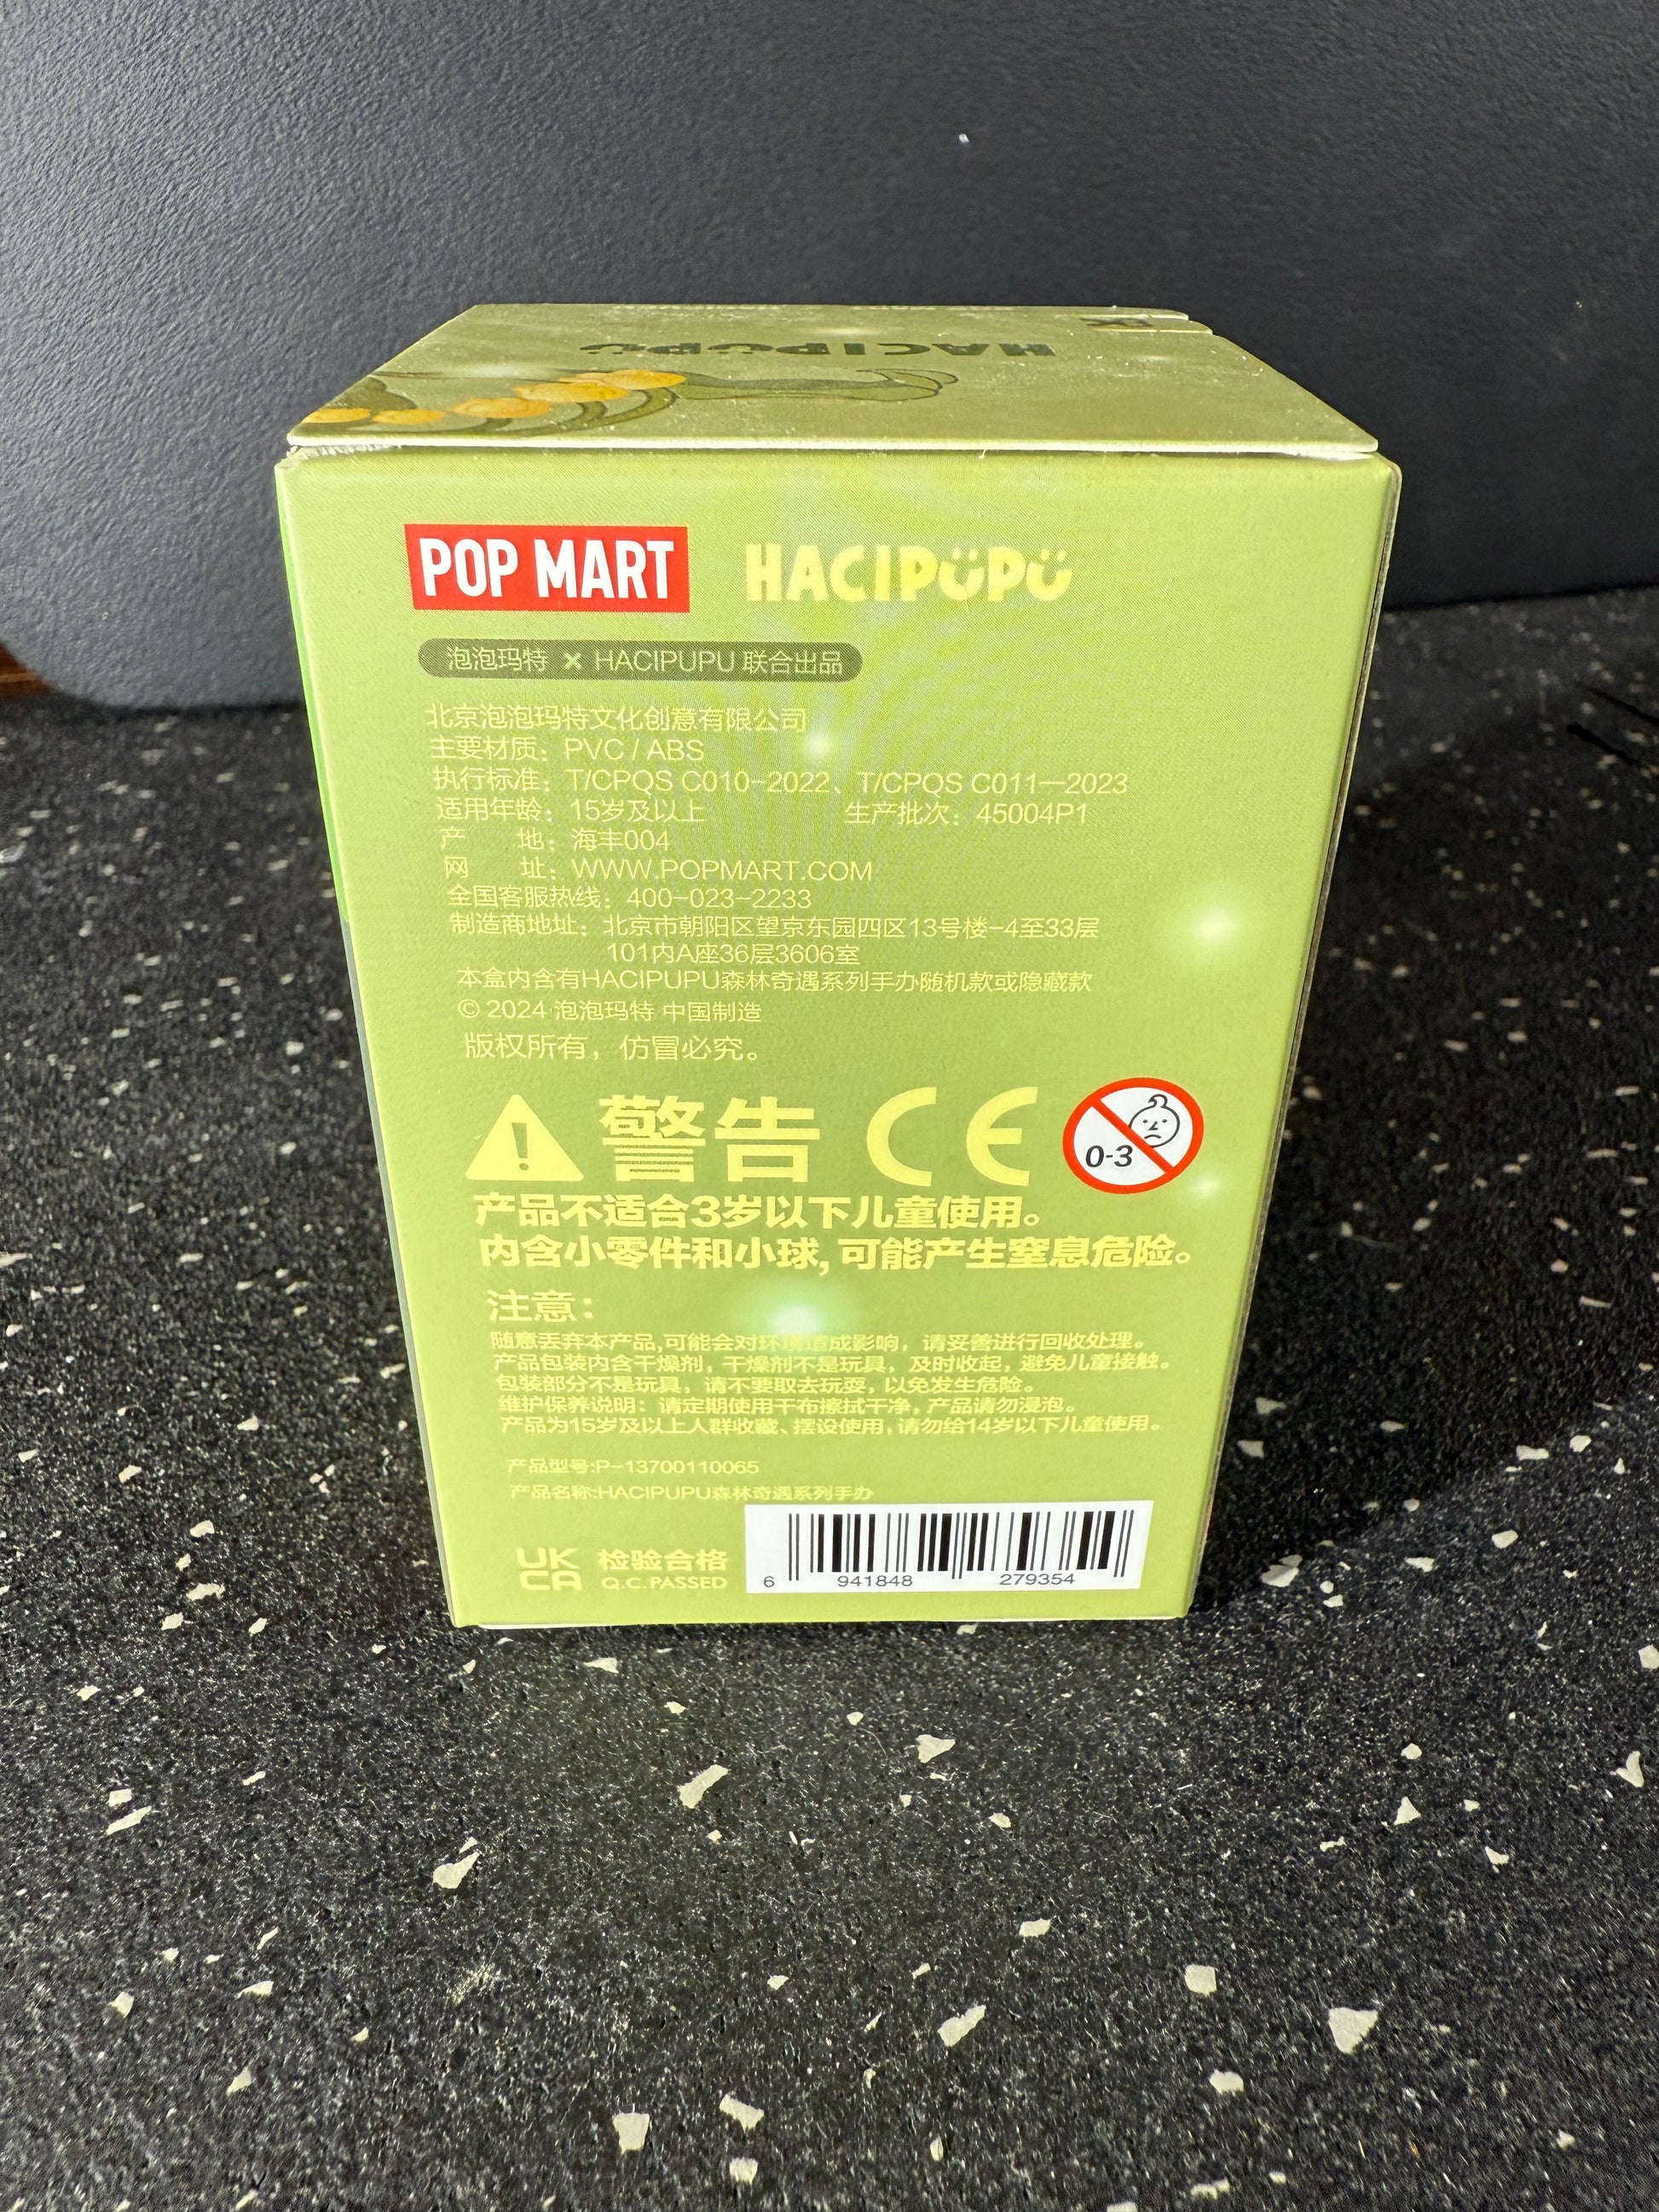 HACIPUPU
POP MART HACIPUPU
泡泡玛特 × HACIPUPU 联合出品
北京泡泡玛特文化创意有限公司
主要材质：PVC / ABS
执行标准：T/CPQS C010-2022、T/CPQS C011—2023
适用年龄：15岁及以上 生产批次：45004P1
产 地：海丰004
网 址：WWW.POPMART.COM
全国客服热线：400-023-2233
制造商地址：北京市朝阳区望京东园四区13号楼-4至33层
101内A座36层3606室
本盒内含有HACIPUPU森林奇遇系列手办随机款或隐藏款
© 2024 泡泡玛特 中国制造
版权所有，仿冒必究。
警告 CE 0-3
产品不适合3岁以下儿童使用。
内含小零件和小球，可能产生窒息危险。
注意：
随意丢弃本产品,可能会对环境造成影响，请妥善进行回收处理。
产品包装内含干燥剂，干燥剂不是玩具，及时收起，避免儿童接触。
包装部分不是玩具，请不要取去玩耍，以免发生危险。
维护保养说明：请定期使用干布擦拭干净，产品请勿浸泡。
产品为15岁及以上人群收藏、摆设使用，请勿给14岁以下儿童使用。
产品型号:P-13700110065
产品名称:HACIPUPU森林奇遇系列手办
UK CA 检验合格 Q.C.PASSED
6 941848 279354